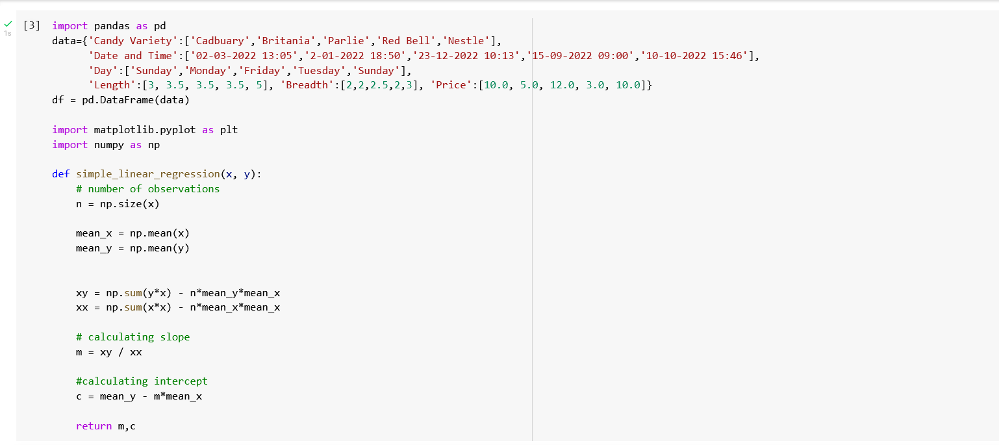 [3] import pandas as pd
1s
data={'Candy Variety':['Cadbuary','Britania','Parlie','Red Bell','Nestle'],
'Date and Time':['02-03-2022 13:05','2-01-2022 18:50','23-12-2022 10:13','15-09-2022 09:00','10-10-2022 15:46'],
'Day':['Sunday','Monday','Friday','Tuesday','Sunday'],
'Length':[3, 3.5, 3.5, 3.5, 5], 'Breadth':[2,2,2.5,2,3], 'Price':[10.0, 5.0, 12.0, 3.0, 10.0]}
df = pd.DataFrame(data)
import matplotlib.pyplot as plt
import numpy as np
def simple_linear_regression(x, y):
# number of observations
n = np.size(x)
mean_x = np.mean(x)
mean_y = np.mean(y)
xy = np.sum(y*x) - n*mean_y*mean_x
xx = np.sum(x*x) - n*mean_x*mean_x
# calculating slope
m = xy / xx
#calculating intercept
c = mean_y - m*mean_x
return m,c